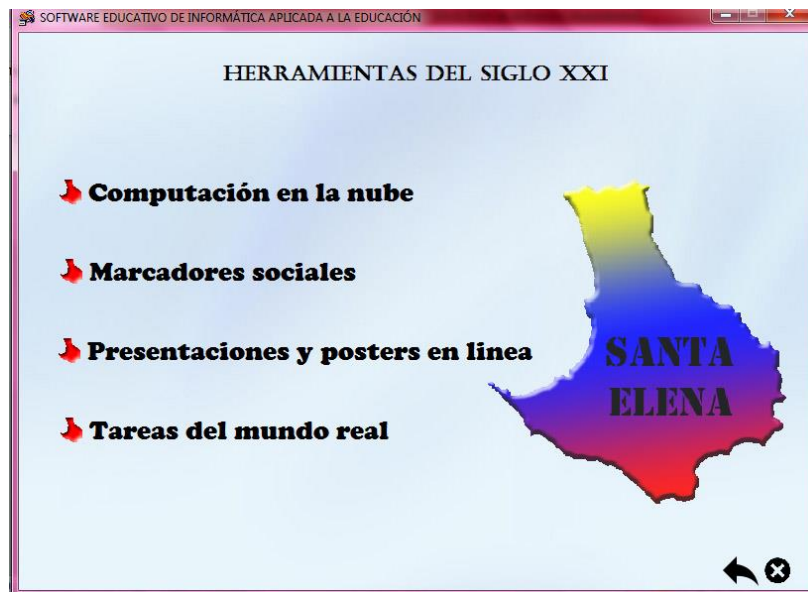 SOFTWARE EDUCATIVO DE INFORMÁTICA APLICADA A LA EDUCACIÓN
HERRAMIENTAS DEL SIGLO XXI
Computación en la nube
Marcadores sociales
Presentaciones y posters en linea
Tareas del mundo real
SANTA
ELENA